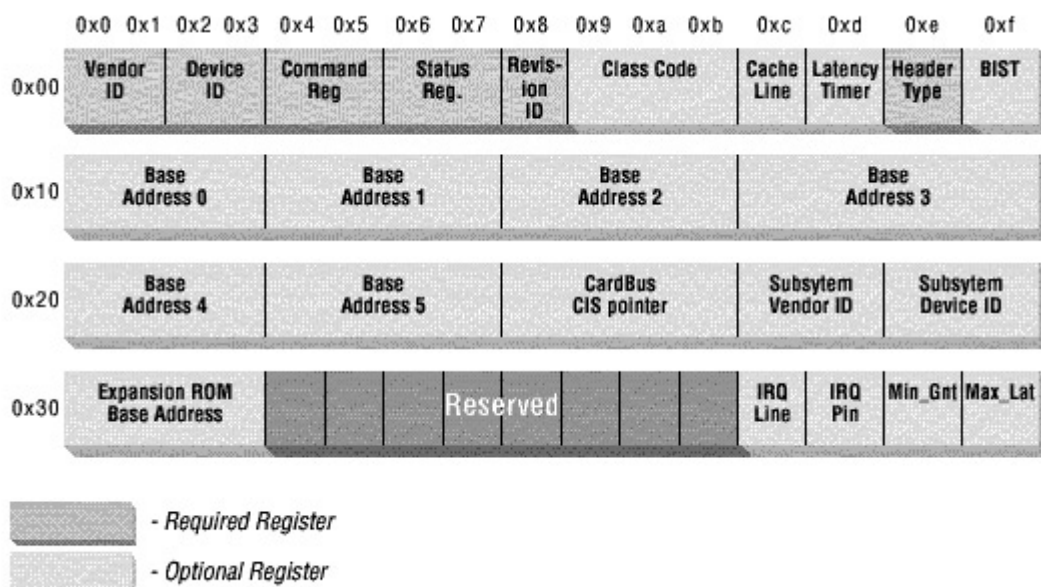 0x0 0x1 0x2 0x3 0x4 0x5 0x6 0x7 0x8 0x9 0xa 0xb 0xc 0xd 0xe 0xf
0x00
Vendor
ID
Device
ID
Command
Reg
Status
Reg.
Revis-
ion
ID
Class Code
Cache
Line
Latency
Timer
Header
Type
BIST
0x10
Base
Address 0
Base
Address 1
Base
Address 2
Base
Address 3
0x20
Base
Address 4
Base
Address 5
CardBus
CIS pointer
Subsytem
Vendor ID
Subsytem
Device ID
0x30
Expansion ROM
Base Address
Reserved
IRQ
Line
IRQ
Pin
Min_Gnt
Max_Lat
- Required Register
- Optional Register